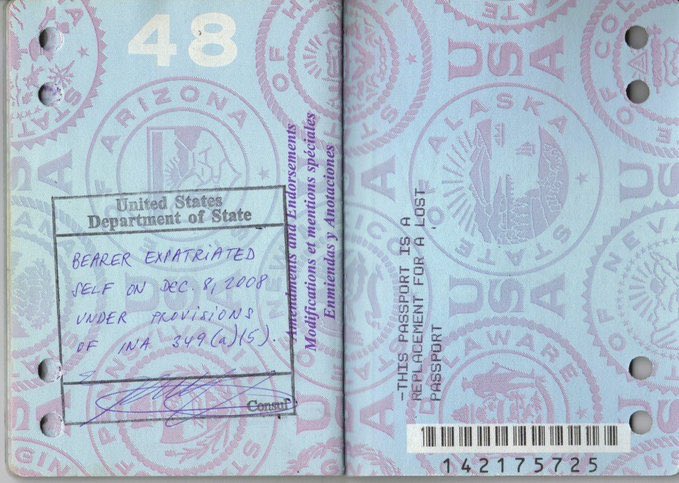 48
ARIZONA
United States
Department of State
BEARER EXPATRIATED
SELF ON DEC. 8, 2008
UNDER PROVISIONS
OF INA 349(a)(5).
Consul
Amendments and Endorsements
Modifications et mentions spéciales
Enmiendas y Anotaciones
USA
STATE OF ALASKA
DELAWARE
-THIS PASSPORT IS A
REPLACEMENT FOR A LOST
PASSPORT
142175725